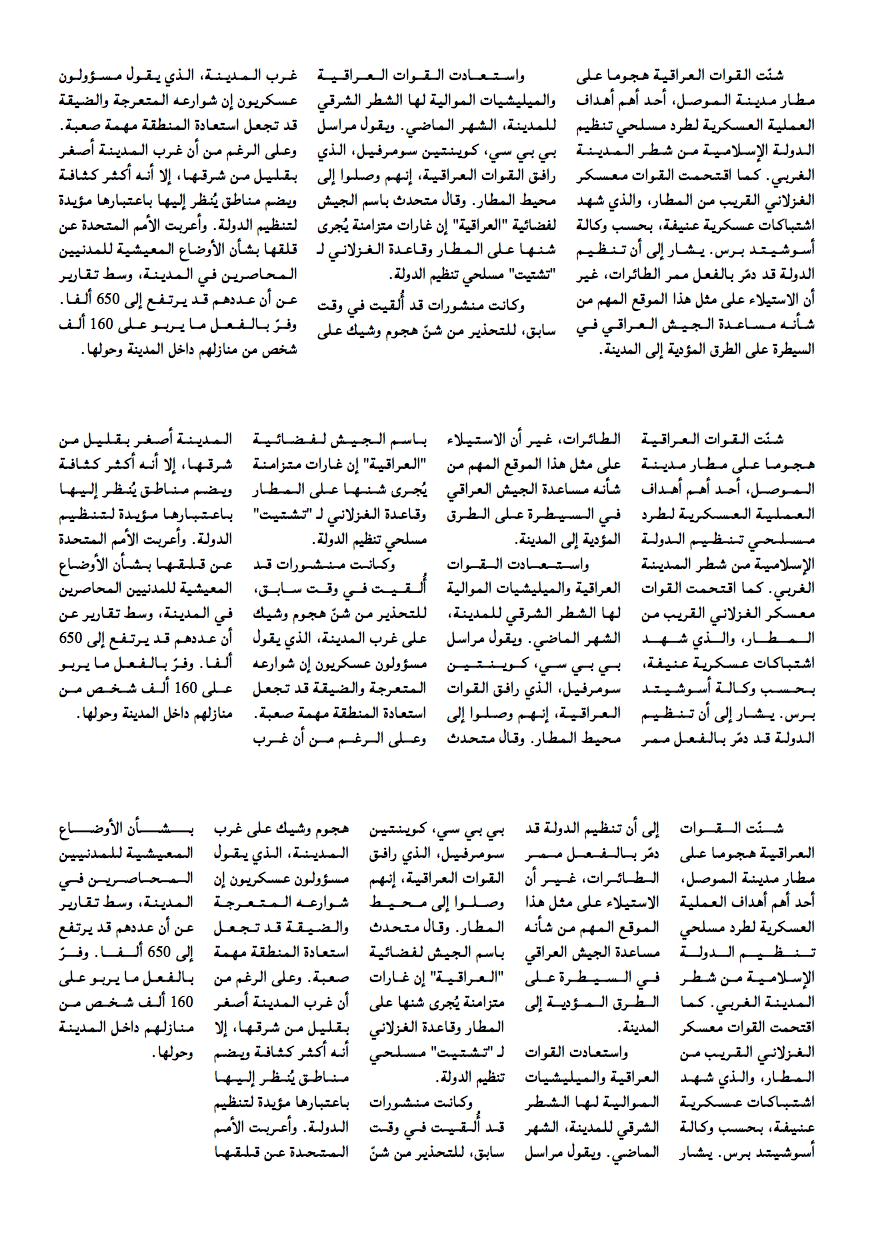 شنّت القوات العراقية هجوما على
مطار مدينة الموصل، أحد أهم أهداف
العملية العسكرية لطرد مسلحي تنظيم
الدولة الإسلامية من شطر المدينة
الغربي. كما اقتحمت القوات معسكر
الغزلاني القريب من المطار، والذي شهد
اشتباكات عسكرية عنيفة، بحسب وكالة
أسوشيتد برس. يشار إلى أن تنظيم
الدولة قد دمّر بالفعل ممر الطائرات، غير
أن الاستيلاء على مثل هذا الموقع المهم من
شأنه مساعدة الجيش العراقي في
السيطرة على الطرق المؤدية إلى المدينة.
واستعادت القوات العراقية
والميليشيات الموالية لها الشطر الشرقي
للمدينة، الشهر الماضي. ويقول مراسل
بي بي سي، كوينتين سومرفيل، الذي
رافق القوات العراقية، إنهم وصلوا إلى
محيط المطار. وقال متحدث باسم الجيش
لفضائية "العراقية" إن غارات متزامنة يُجرى
شنها على المطار وقاعدة الغزلاني لـ
"تشتيت" مسلحي تنظيم الدولة.
وكانت منشورات قد أُلقيت في وقت
سابق، للتحذير من شنّ هجوم وشيك على
غرب المدينة، الذي يقول مسؤولون
عسكريون إن شوارعه المتعرجة والضيقة
قد تجعل استعادة المنطقة مهمة صعبة.
وعلى الرغم من أن غرب المدينة أصغر
بقليل من شرقها، إلا أنه أكثر كثافة
ويضم مناطق يُنظر إليها باعتبارها مؤيدة
لتنظيم الدولة. وأعربت الأمم المتحدة عن
قلقها بشأن الأوضاع المعيشية للمدنيين
المحاصرين في المدينة، وسط تقارير
عن أن عددهم قد يرتفع إلى 650 ألفا.
وفرّ بالفعل ما يربو على 160 ألف
شخص من منازلهم داخل المدينة وحولها.
شنّت القوات العراقية
هجوما على مطار مدينة
الموصل، أحد أهم أهداف
العملية العسكرية لطرد
مسلحي تنظيم الدولة
الإسلامية من شطر المدينة
الغربي. كما اقتحمت القوات
معسكر الغزلاني القريب من
المطار، والذي شهد
اشتباكات عسكرية عنيفة،
بحسب وكالة أسوشيتد
برس. يشار إلى أن تنظيم
الدولة قد دمّر بالفعل ممر
الطائرات، غير أن الاستيلاء
على مثل هذا الموقع المهم من
شأنه مساعدة الجيش العراقي
في السيطرة على الطرق
المؤدية إلى المدينة.
واستعادت القوات
العراقية والميليشيات الموالية
لها الشطر الشرقي للمدينة،
الشهر الماضي. ويقول مراسل
بي بي سي، كوينتين
سومرفيل، الذي رافق القوات
العراقية، إنهم وصلوا إلى
محيط المطار. وقال متحدث
باسم الجيش لفضائية
"العراقية" إن غارات متزامنة
يُجرى شنها على المطار
وقاعدة الغزلاني لـ "تشتيت"
مسلحي تنظيم الدولة.
وكانت منشورات قد
أُلقيت في وقت سابق،
للتحذير من شنّ هجوم وشيك
على غرب المدينة، الذي يقول
مسؤولون عسكريون إن شوارعه
المتعرجة والضيقة قد تجعل
استعادة المنطقة مهمة صعبة.
وعلى الرغم من أن غرب
المدينة أصغر بقليل من
شرقها، إلا أنه أكثر كثافة
ويضم مناطق يُنظر إليها
باعتبارها مؤيدة لتنظيم
الدولة. وأعربت الأمم المتحدة
عن قلقها بشأن الأوضاع
المعيشية للمدنيين المحاصرين
في المدينة، وسط تقارير عن
أن عددهم قد يرتفع إلى 650
ألفا. وفرّ بالفعل ما يربو
على 160 ألف شخص من
منازلهم داخل المدينة وحولها.
شنّت القوات
العراقية هجوما على
مطار مدينة الموصل،
أحد أهم أهداف العملية
العسكرية لطرد مسلحي
تنظيم الدولة
الإسلامية من شطر
المدينة الغربي. كما
اقتحمت القوات معسكر
الغزلاني القريب من
المطار، والذي شهد
اشتباكات عسكرية
عنيفة، بحسب وكالة
أسوشيتد برس. يشار
إلى أن تنظيم الدولة قد
دمّر بالفعل ممر
الطائرات، غير أن
الاستيلاء على مثل هذا
الموقع المهم من شأنه
مساعدة الجيش العراقي
في السيطرة على
الطرق المؤدية إلى
المدينة.
واستعادت القوات
العراقية والميليشيات
الموالية لها الشطر
الشرقي للمدينة، الشهر
الماضي. ويقول مراسل
بي بي سي، كوينتين
سومرفيل، الذي رافق
القوات العراقية، إنهم
وصلوا إلى محيط
المطار. وقال متحدث
باسم الجيش لفضائية
"العراقية" إن غارات
متزامنة يُجرى شنها على
المطار وقاعدة الغزلاني
لـ "تشتيت" مسلحي
تنظيم الدولة.
وكانت منشورات
قد أُلقيت في وقت
سابق، للتحذير من شنّ
هجوم وشيك على غرب
المدينة، الذي يقول
مسؤولون عسكريون إن
شوارعه المتعرجة
والضيقة قد تجعل
استعادة المنطقة مهمة
صعبة. وعلى الرغم من
أن غرب المدينة أصغر
بقليل من شرقها، إلا
أنه أكثر كثافة ويضم
مناطق يُنظر إليها
باعتبارها مؤيدة لتنظيم
الدولة. وأعربت الأمم
المتحدة عن قلقها
بشأن الأوضاع
المعيشية للمدنيين
المحاصرين في
المدينة، وسط تقارير
عن أن عددهم قد يرتفع
إلى 650 ألفا. وفرّ
بالفعل ما يربو على
160 ألف شخص من
منازلهم داخل المدينة
وحولها.